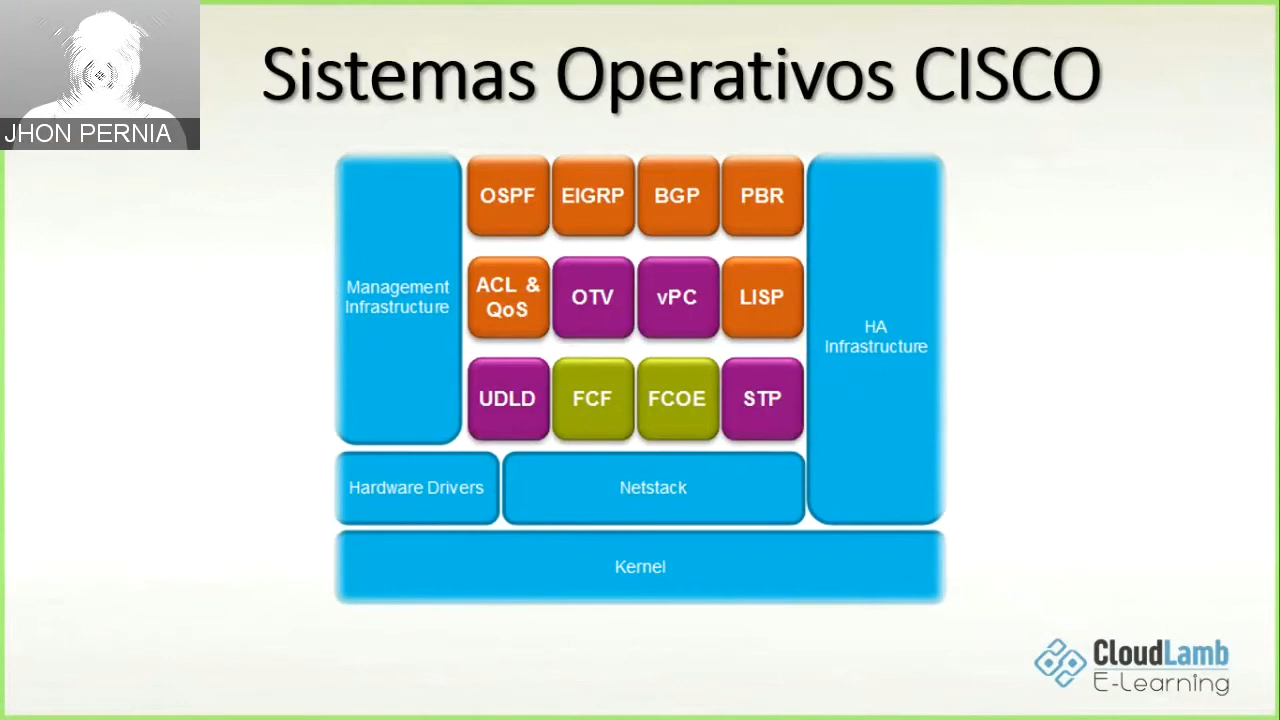 Sistemas Operativos CISCO
JHON PERNIA
OSPF
EIGRP
BGP
PBR
Management
Infrastructure
ACL &
QoS
OTV
vPC
LISP
HA
Infrastructure
UDLD
FCF
FCOE
STP
Hardware Drivers
Netstack
Kernel
CloudLamb
E-Learning